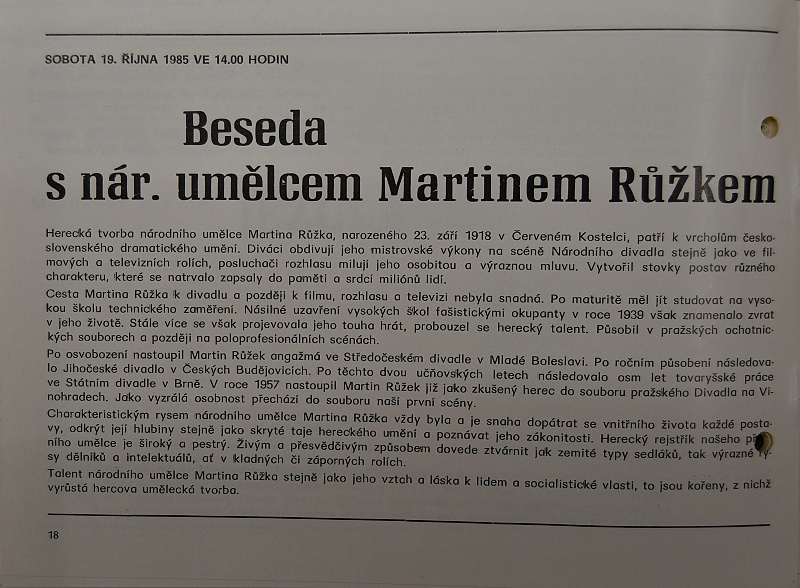 SOBOTA 19. ŘÍJNA 1985 VE 14.00 HODIN
Beseda
s nár. umělcem Martinem Růžkem
Herecká tvorba národního umělce Martina Růžka, narozeného 23. září 1918 v Červeném Kostelci, patří k vrcholům česko-
slovenského dramatického umění. Diváci obdivují jeho mistrovské výkony na scéně Národního divadla stejně jako ve fil-
mových a televizních rolích, posluchači rozhlasu milují jeho osobitou a výraznou mluvu. Vytvořil stovky postav různého
charakteru, které se natrvalo zapsaly do paměti a srdcí miliónů lidí.
Cesta Martina Růžka k divadlu a později k filmu, rozhlasu a televizi nebyla snadná. Po maturitě měl jít studovat na vyso-
kou školu technického zaměření. Násilné uzavření vysokých škol fašistickými okupanty v roce 1939 však znamenalo zvrat
v jeho životě. Stále více se však projevovala jeho touha hrát, probouzel se herecký talent. Působil v pražských ochotnic-
kých souborech a později na poloprofesionálních scénách.
Po osvobození nastoupil Martin Růžek angažmá ve Středočeském divadle v Mladé Boleslavi. Po ročním působení následova-
lo Jihočeské divadlo v Českých Budějovicích. Po těchto dvou učňovských letech následovalo osm let tovaryšské práce
ve Státním divadle v Brně. V roce 1957 nastoupil Martin Růžek již jako zkušený herec do souboru pražského Divadla na Vi-
nohradech. Jako vyzrálá osobnost přechází do souboru naší první scény.
Charakteristickým rysem národního umělce Martina Růžka vždy byla a je snaha dopátrat se vnitřního života každé posta-
vy, odkrýt její hlubiny stejně jako skryté taje hereckého umění a poznávat jeho zákonitosti. Herecký rejstřík našeho
ního umělce je široký a pestrý. Živým a přesvědčivým způsobem dovede ztvárnit jak zemité typy sedláků, tak výrazné ry-
sy dělníků a intelektuálů, ať v kladných či záporných rolích.
Talent národního umělce Martina Růžka stejně jako jeho vztah a láska k lidem a socialistické vlasti, to jsou kořeny, z nichž
vyrůstá hercova umělecká tvorba.
18